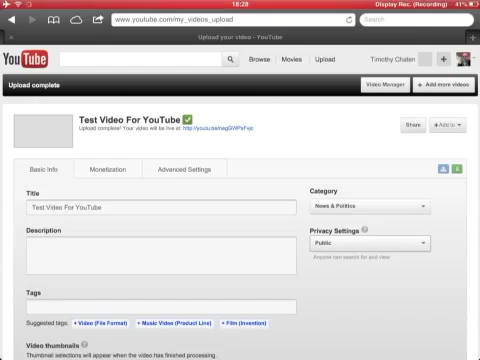 18:28
Display Rec. (Recording)
41%
www.youtube.com/my_videos_upload
Search
Upload your video - YouTube
YouTube
Browse
Movies
Upload
Timothy Chaten
Upload complete
Video Manager
+ Add more videos
Test Video For YouTube
Upload complete! Your video will be live at:
Share
+Add to
Basic Info
Monetization
Advanced Settings
Title
Test Video For YouTube
Category
News & Politics
Description
Privacy Settings ?
Public
Anyone can search for and view
Tags
Suggested tags:
+ Video (File Format)
+ Music Video (Product Line)
+ Film (Invention)
Video thumbnails ?
Thumbnail selections will appear when the video has finished processing.